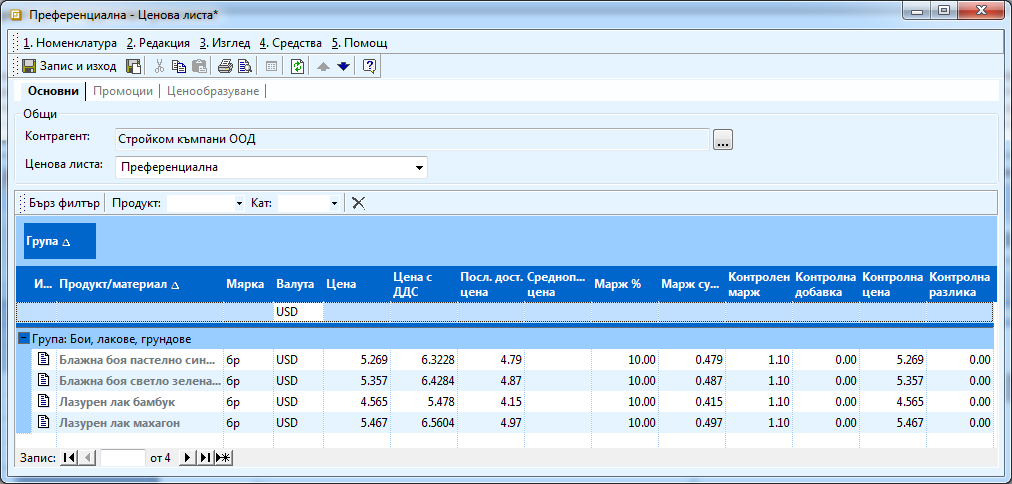 Преференциална - Ценова листа*
1. Номенклатура 2. Редакция 3. Изглед 4. Средства 5. Помощ
Запис и изход
Основни Промоции Ценообразуване
Общи
Контрагент: Стройком къмпани ООД ...
Ценова листа: Преференциална
Бърз филтър Продукт: Кат:
Група
И... Продукт/материал Мярка Валута Цена Цена с ДДС Посл. дост. цена Средноп... цена Марж % Марж су... Контролен марж Контролна добавка Контролна цена Контролна разлика
USD
Група: Бои, лакове, грундове
Блажна боя пастелно син... бр USD 5.269 6.3228 4.79 10.00 0.479 1.10 0.00 5.269 0.00
Блажна боя светло зелена... бр USD 5.357 6.4284 4.87 10.00 0.487 1.10 0.00 5.357 0.00
Лазурен лак бамбук бр USD 4.565 5.478 4.15 10.00 0.415 1.10 0.00 4.565 0.00
Лазурен лак махагон бр USD 5.467 6.5604 4.97 10.00 0.497 1.10 0.00 5.467 0.00
Запис: от 4